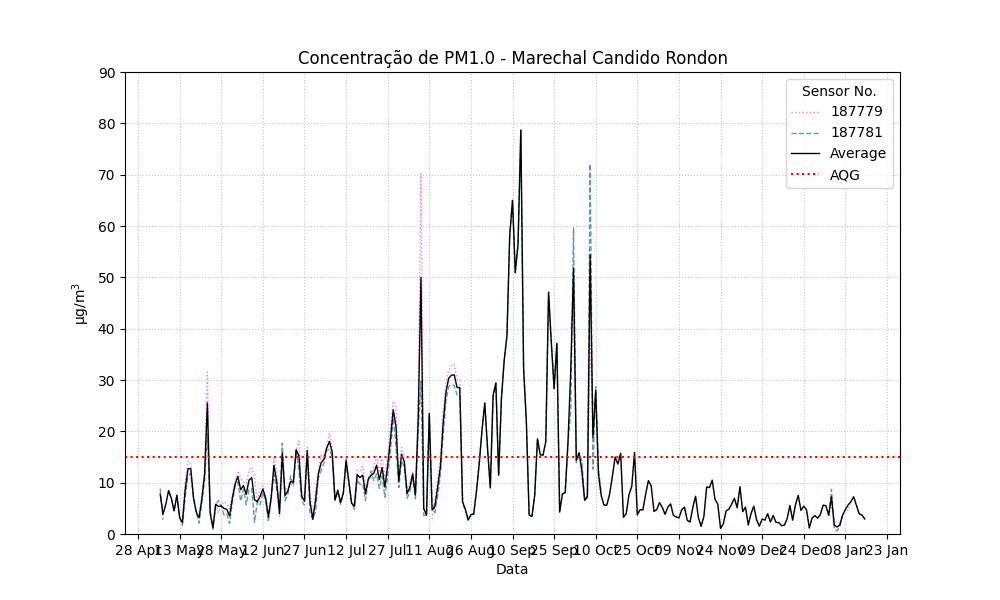 Concentração de PM1.0 - Marechal Candido Rondon
Sensor No.
187779
187781
Average
AQG
90
80
70
60
50
40
30
20
10
0
µg/m³
28 Apr 13 May 28 May 12 Jun 27 Jun 12 Jul 27 Jul 11 Aug 26 Aug 10 Sep 25 Sep 10 Oct 25 Oct 09 Nov 24 Nov 09 Dec 24 Dec 08 Jan 23 Jan
Data